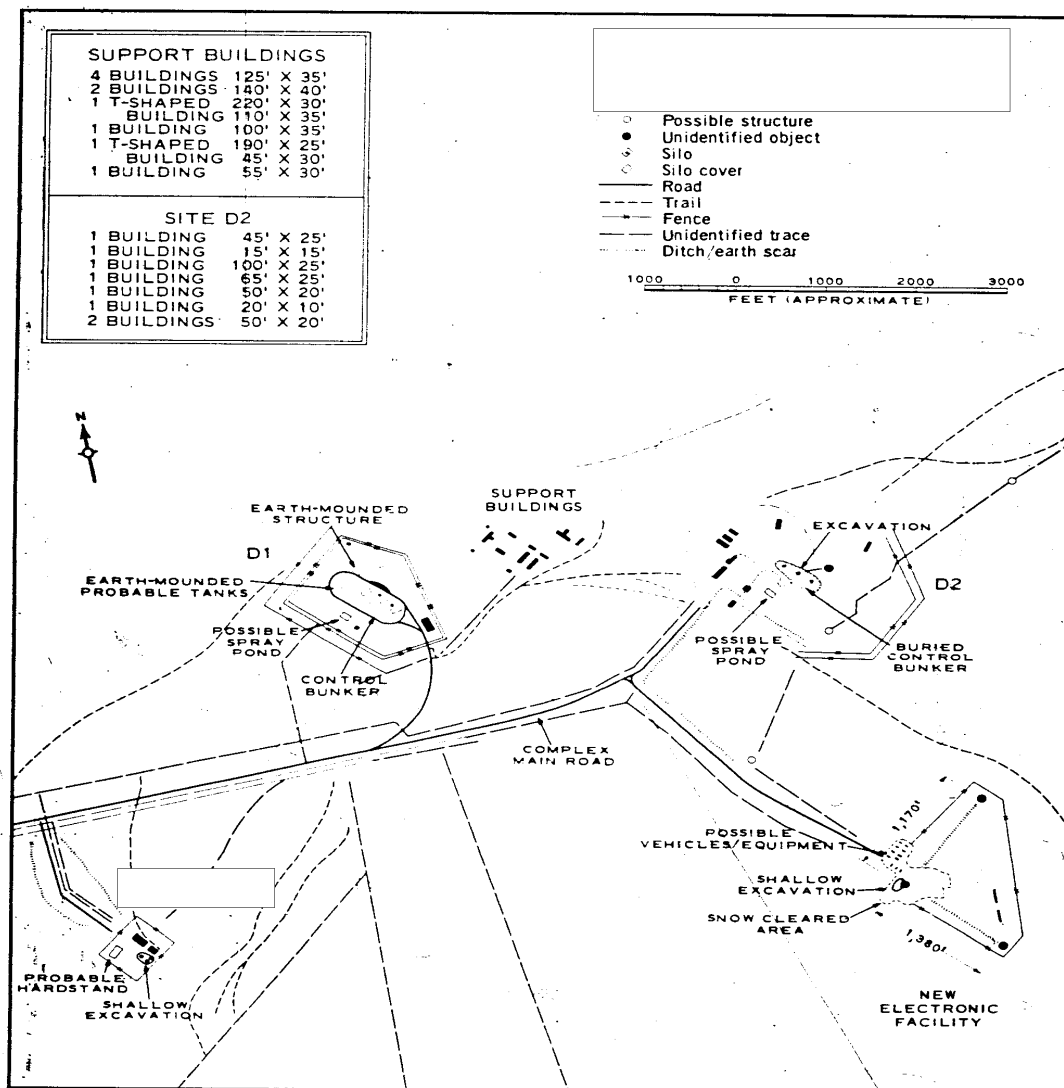 SUPPORT BUILDINGS
4 BUILDINGS 125' X 35'
2 BUILDINGS 140' X 40'
1 T-SHAPED 220' X 30'
BUILDING 110' X 35'
1 BUILDING 100' X 35'
1 T-SHAPED 190' X 25'
BUILDING 45' X 30'
1 BUILDING 55' X 30'
SITE D2
1 BUILDING 45' X 25'
1 BUILDING 15' X 15'
1 BUILDING 100' X 25'
1 BUILDING 65' X 25'
1 BUILDING 50' X 20'
1 BUILDING 20' X 10'
2 BUILDINGS 50' X 20'
Possible structure
Unidentified object
Silo
Silo cover
Road
Trail
Fence
Unidentified trace
Ditch/earth scar
1000 0 1000 2000 3000
FEET (APPROXIMATE)
N
EARTH-MOUNDED
STRUCTURE
SUPPORT
BUILDINGS
EXCAVATION
D1
EARTH-MOUNDED
PROBABLE TANKS
D2
POSSIBLE
SPRAY
POND
CONTROL
BUNKER
POSSIBLE
SPRAY
POND
BURIED
CONTROL
BUNKER
COMPLEX
MAIN ROAD
1,170'
POSSIBLE
VEHICLES/EQUIPMENT
SHALLOW
EXCAVATION
SNOW CLEARED
AREA
1,380'
PROBABLE
HARDSTAND
SHALLOW
EXCAVATION
NEW
ELECTRONIC
FACILITY